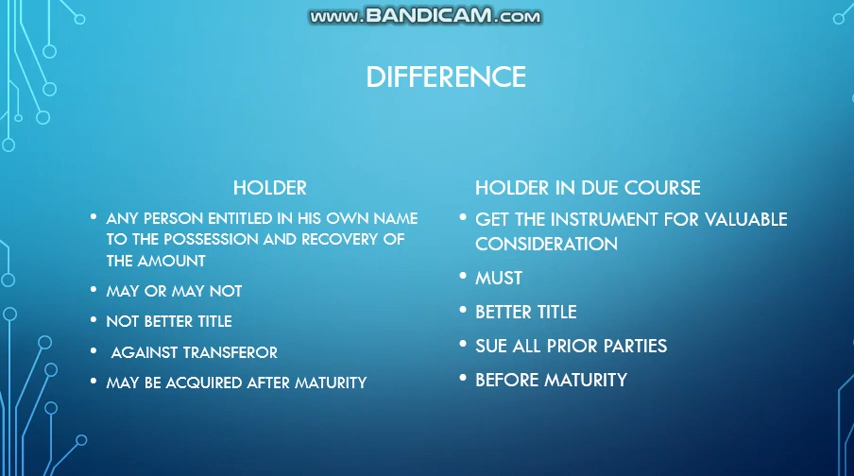 www.BANDICAM.com
DIFFERENCE
HOLDER
• ANY PERSON ENTITLED IN HIS OWN NAME
TO THE POSSESSION AND RECOVERY OF
THE AMOUNT
• MAY OR MAY NOT
• NOT BETTER TITLE
• AGAINST TRANSFEROR
• MAY BE ACQUIRED AFTER MATURITY
HOLDER IN DUE COURSE
• GET THE INSTRUMENT FOR VALUABLE
CONSIDERATION
• MUST
• BETTER TITLE
• SUE ALL PRIOR PARTIES
• BEFORE MATURITY